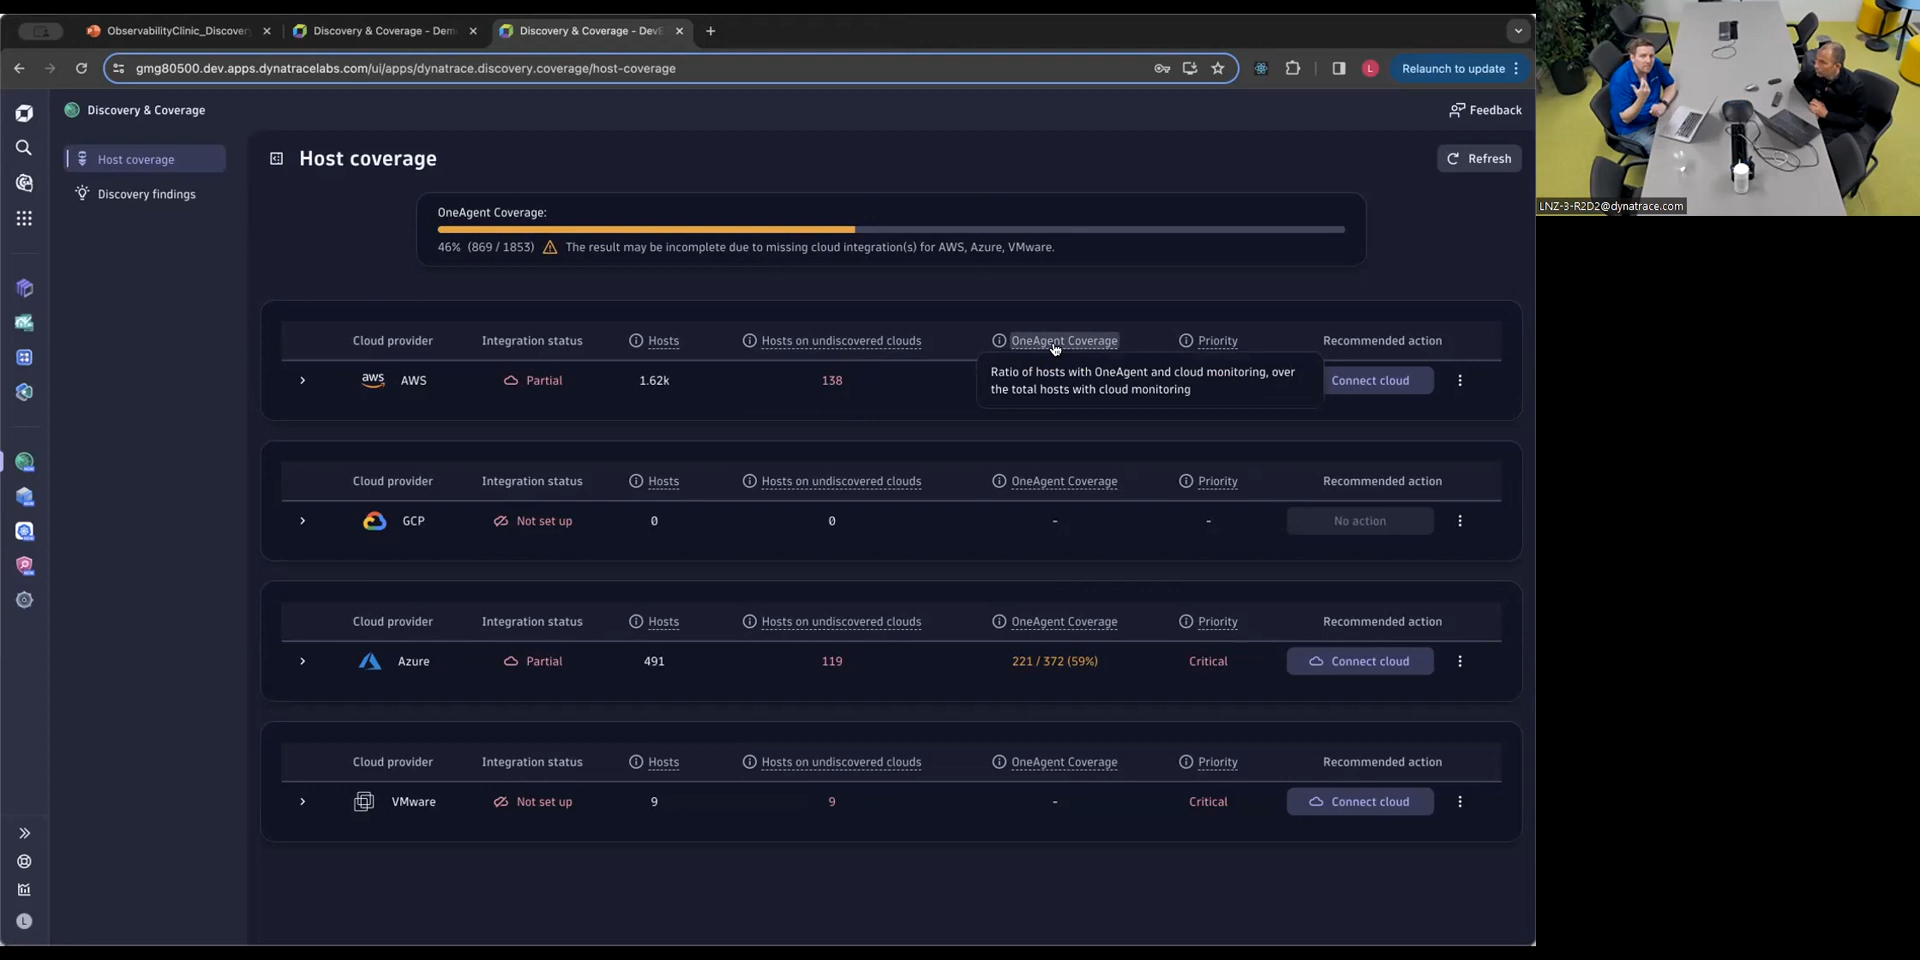 ObservabilityClinic_Discover
Discovery & Coverage - Dem
Discovery & Coverage - DevE
gmg80500.dev.apps.dynatracelabs.com/ui/apps/dynatrace.discovery.coverage/host-coverage
L
Relaunch to update
Discovery & Coverage
Feedback
Host coverage
Discovery findings
Host coverage
Refresh
OneAgent Coverage:
46% (869 / 1853) The result may be incomplete due to missing cloud integration(s) for AWS, Azure, VMware.
Cloud provider Integration status Hosts Hosts on undiscovered clouds OneAgent Coverage Priority Recommended action
aws AWS Partial 1.62k 138 Connect cloud
Ratio of hosts with OneAgent and cloud monitoring, over
the total hosts with cloud monitoring
Cloud provider Integration status Hosts Hosts on undiscovered clouds OneAgent Coverage Priority Recommended action
GCP Not set up 0 0 - - No action
Cloud provider Integration status Hosts Hosts on undiscovered clouds OneAgent Coverage Priority Recommended action
Azure Partial 491 119 221 / 372 (59%) Critical Connect cloud
Cloud provider Integration status Hosts Hosts on undiscovered clouds OneAgent Coverage Priority Recommended action
VMware Not set up 9 9 - Critical Connect cloud
L
LNZ-3-R2D2@dynatrace.com